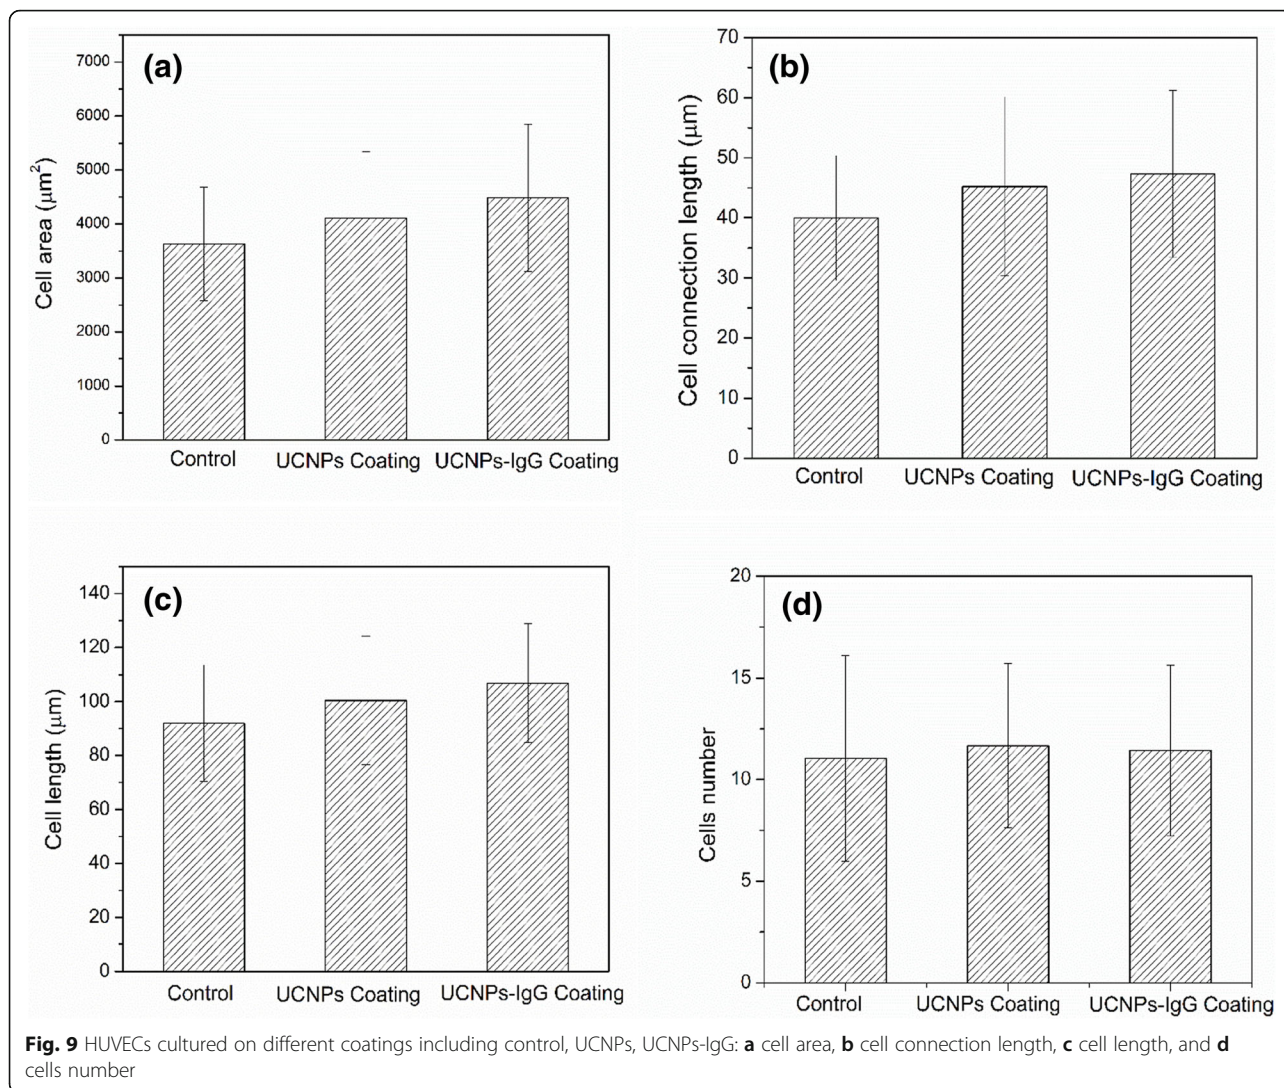 (a)
7000
6000
5000
4000
3000
2000
1000
0
Cell area (μm²)
Control UCNPs Coating UCNPs-IgG Coating
(b)
70
60
50
40
30
20
10
0
Cell connection length (μm)
Control UCNPs Coating UCNPs-IgG Coating
(c)
140
120
100
80
60
40
20
0
Cell length (μm)
Control UCNPs Coating UCNPs-IgG Coating
(d)
20
15
10
5
0
Cells number
Control UCNPs Coating UCNPs-IgG Coating
Fig. 9 HUVECs cultured on different coatings including control, UCNPs, UCNPs-IgG: a cell area, b cell connection length, c cell length, and d
cells number